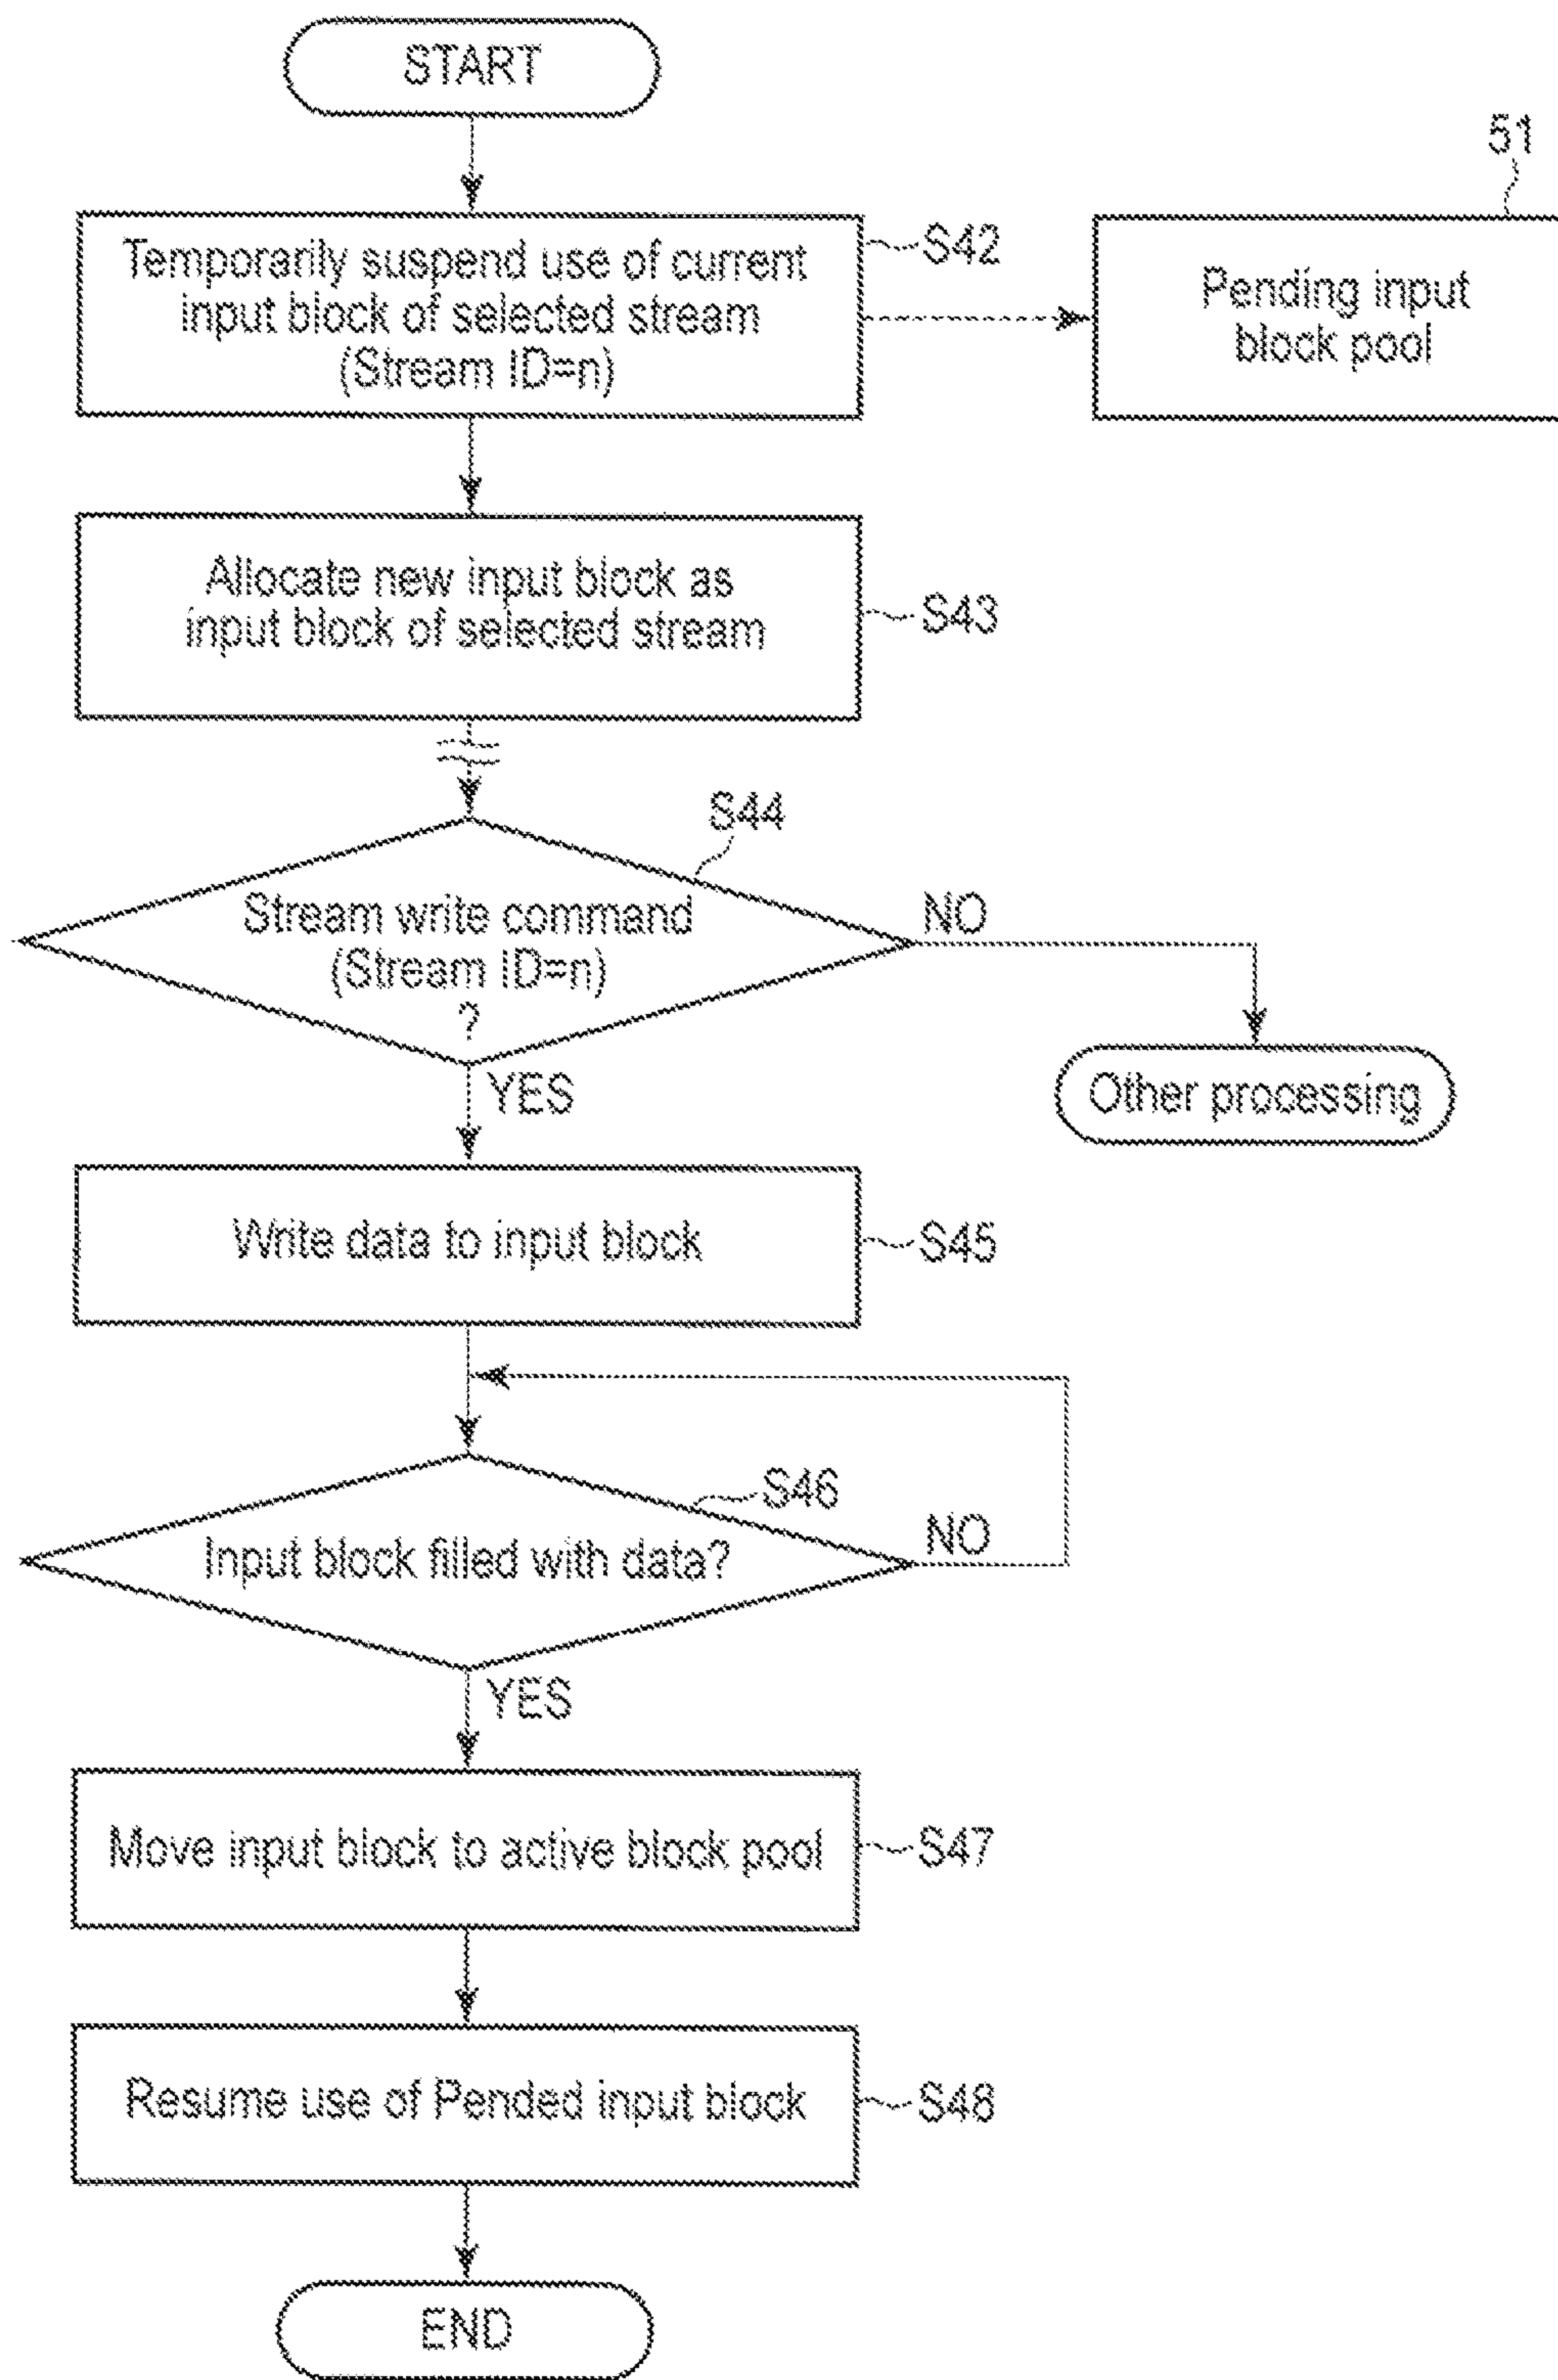 START
51
Temporarily suspend use of current
input block of selected stream
(Stream ID=n)
S42
Pending input
block pool
Allocate new input block as
input block of selected stream
S43
S44
Stream write command
(Stream ID=n)
?
NO
YES
Other processing
Write data to input block
S45
S46
Input block filled with data?
NO
YES
Move input block to active block pool
S47
Resume use of Pended input block
S48
END